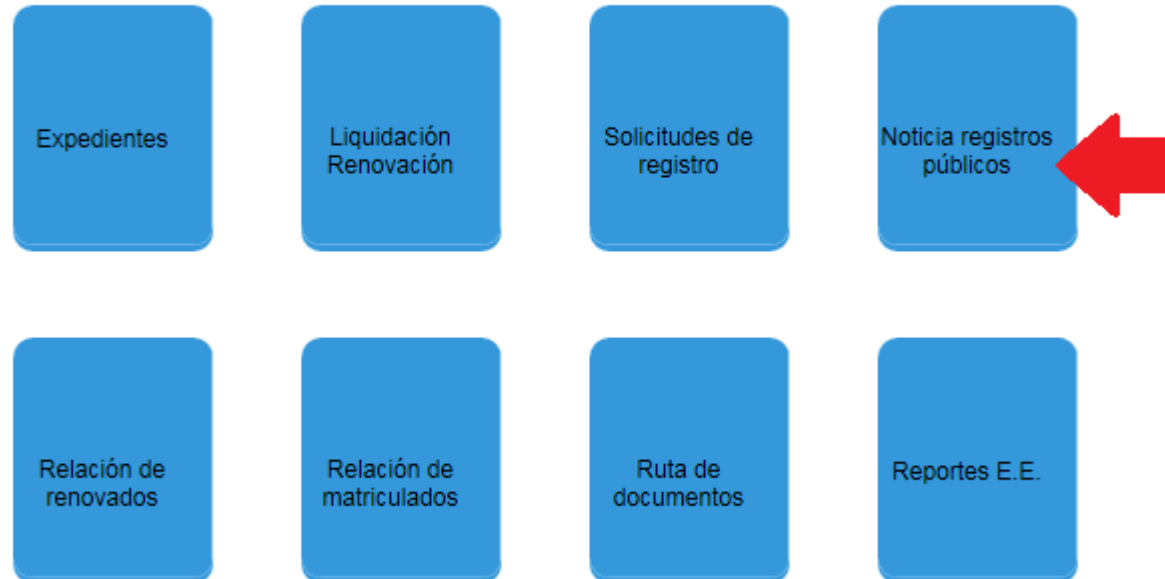 Expedientes
Liquidación
Renovación
Solicitudes de
registro
Noticia registros
públicos
Relación de
renovados
Relación de
matriculados
Ruta de
documentos
Reportes E.E.